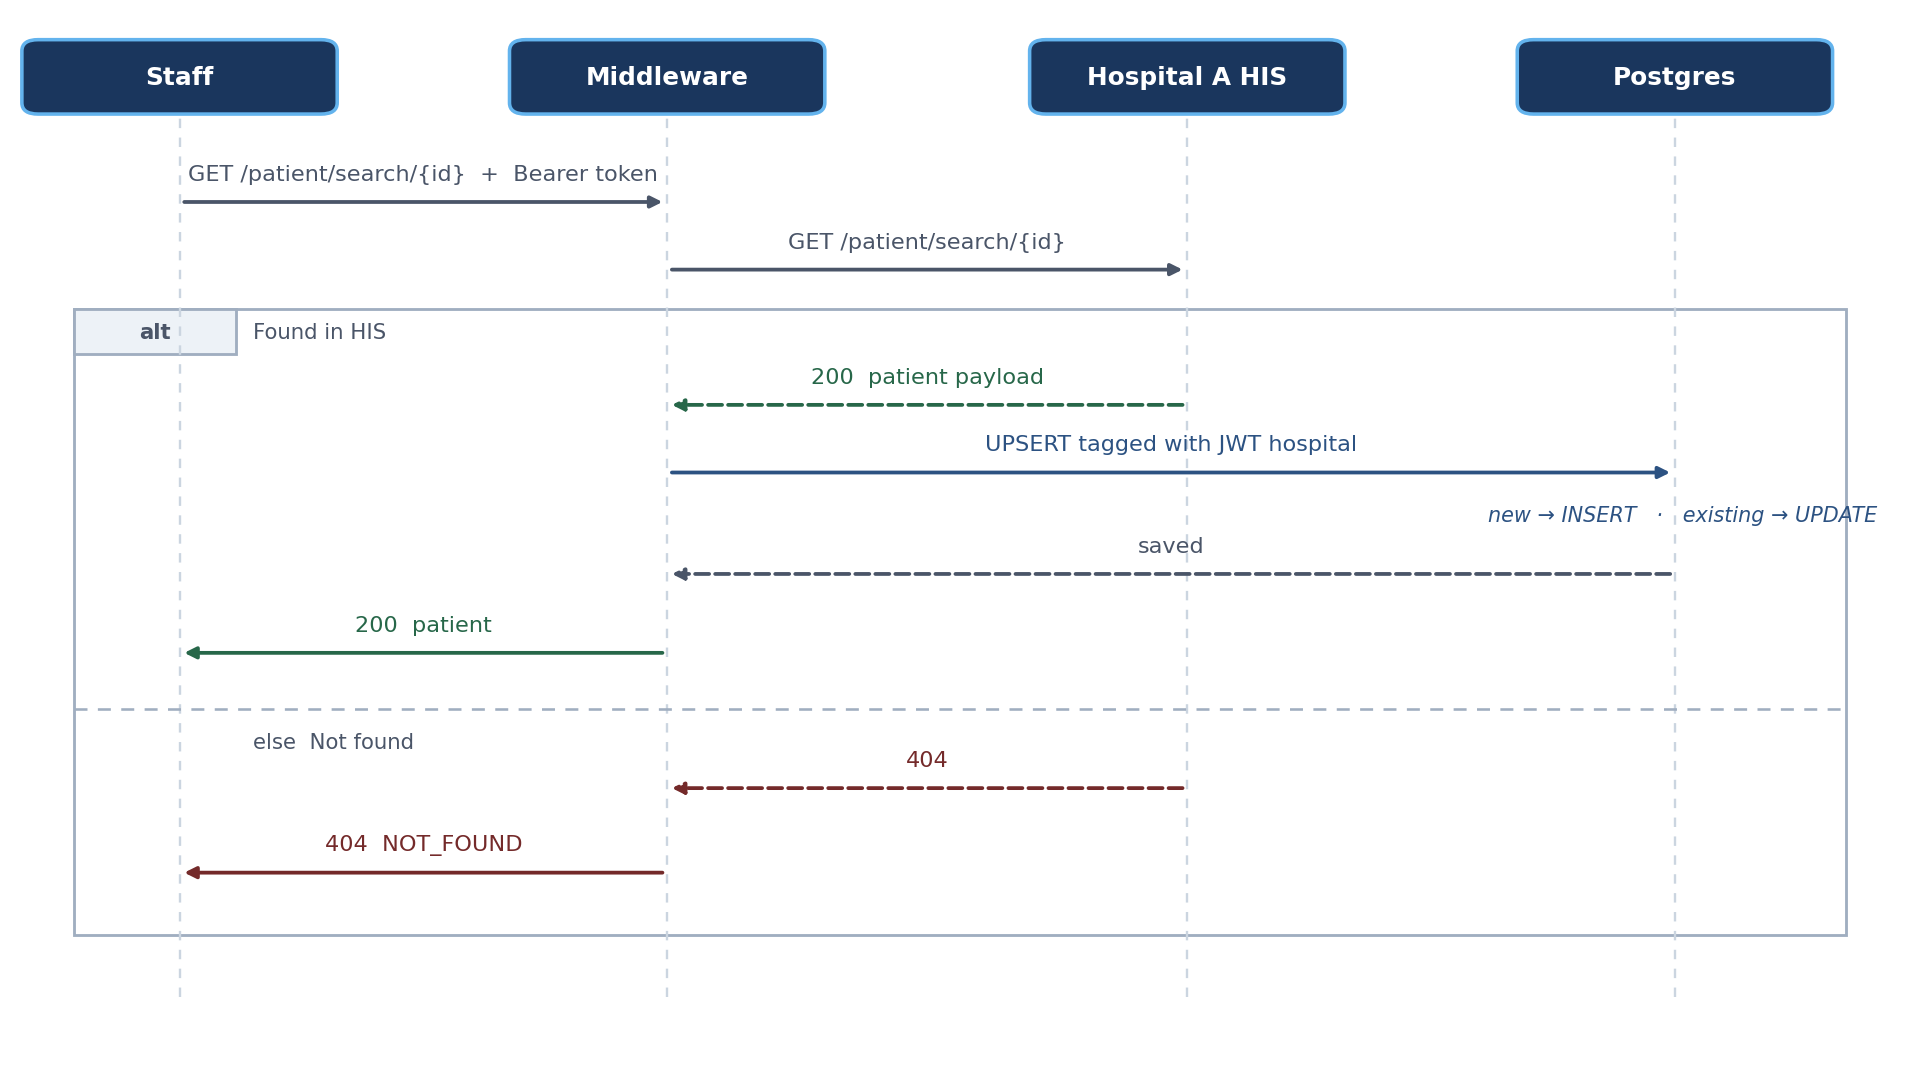 Staff
Middleware
Hospital A HIS
Postgres
GET /patient/search/{id}  +  Bearer token
GET /patient/search/{id}
alt
Found in HIS
200  patient payload
UPSERT tagged with JWT hospital
new → INSERT   ·   existing → UPDATE
saved
200  patient
else  Not found
404
404  NOT_FOUND